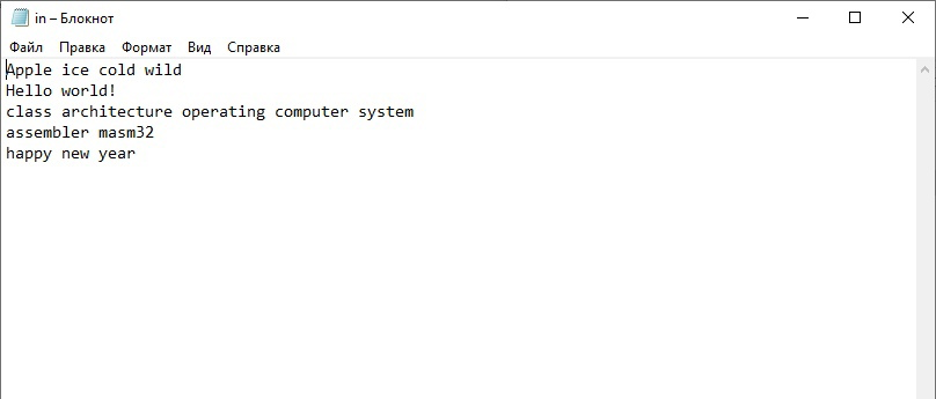 in – Блокнот
Файл Правка Формат Вид Справка
Apple ice cold wild
Hello world!
class architecture operating computer system
assembler masm32
happy new year